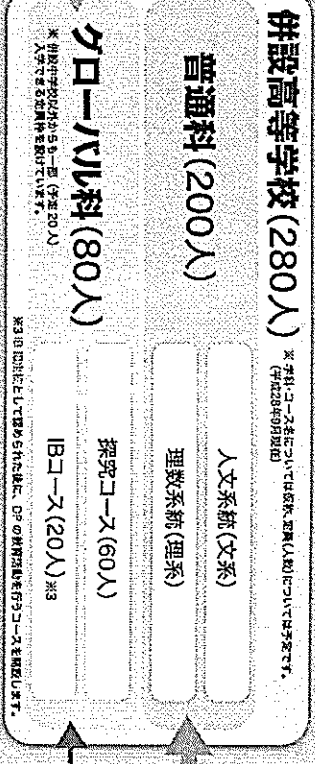 併設高等学校(280人)
※ 学科・コース名については仮称、定員(人数)については予定です。
(平成28年9月現在)
普通科(200人)
人文系統(文系)
理数系統(理系)
グローバル科(80人)
※ 併設中学校以外からも一部(予定20人)
入学できる定員枠を設けています。
探究コース(60人)
IBコース(20人)※3
※3 IB認定校として認められた後に、DPの教育活動を行うコースを開設します。